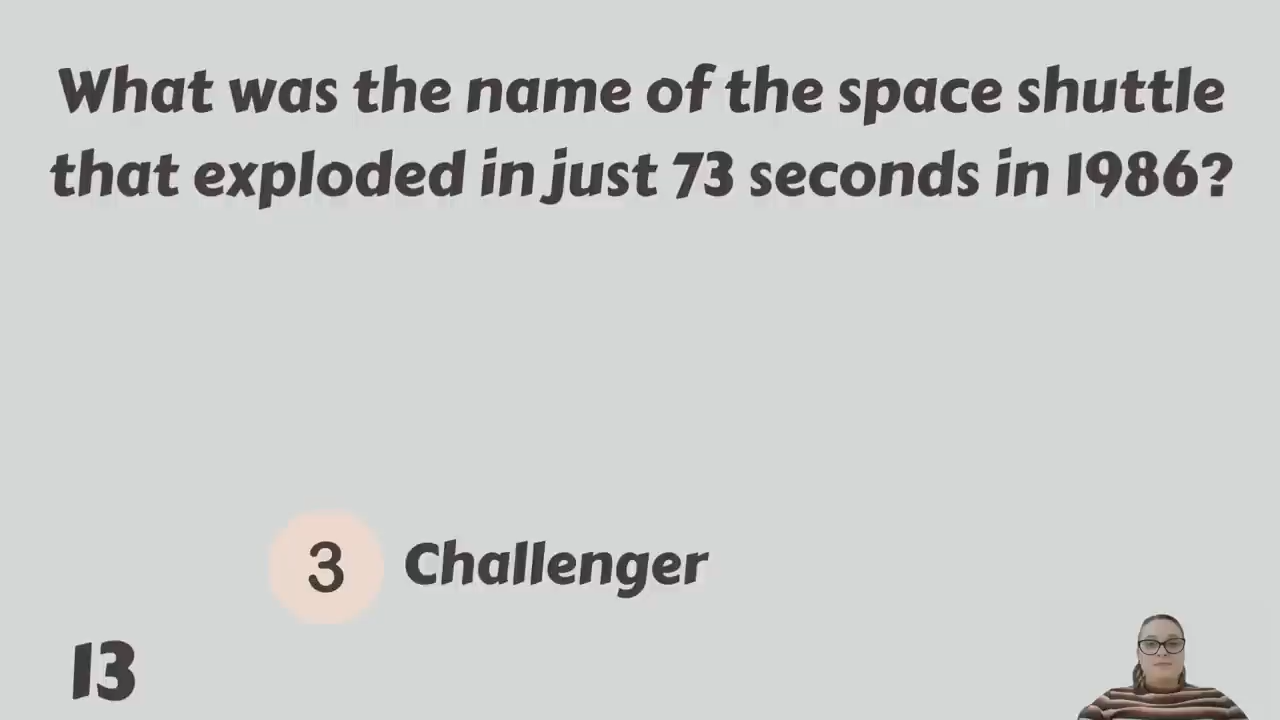 What was the name of the space shuttle
that exploded in just 73 seconds in 1986?
3 Challenger
13